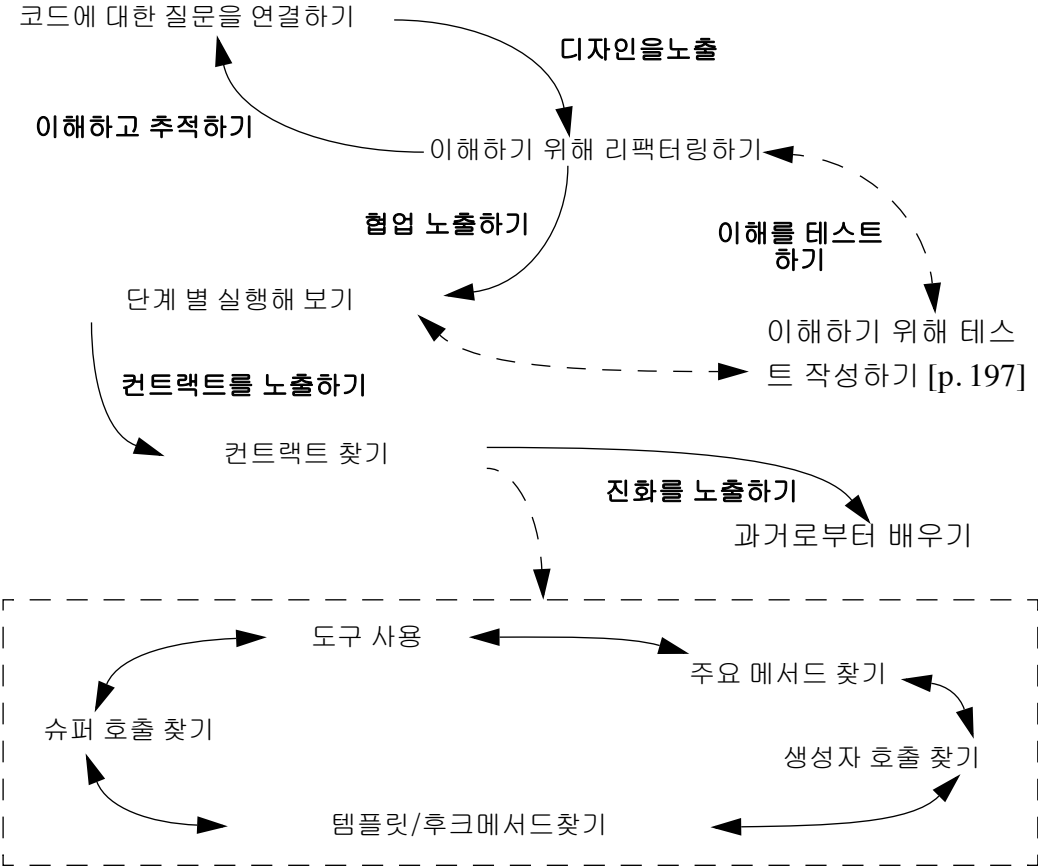 코드에 대한 질문을 연결하기
디자인을노출
이해하고 추적하기
이해하기 위해 리팩터링하기
협업 노출하기
이해를 테스트
하기
단계 별 실행해 보기
이해하기 위해 테스
트 작성하기 [p. 197]
컨트랙트를 노출하기
컨트랙트 찾기
진화를 노출하기
과거로부터 배우기
도구 사용
주요 메서드 찾기
슈퍼 호출 찾기
생성자 호출 찾기
템플릿/후크메서드찾기